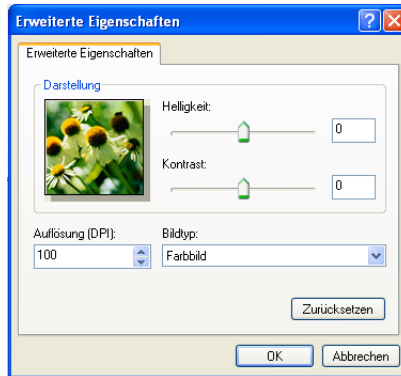 Erweiterte Eigenschaften
Erweiterte Eigenschaften
Darstellung
Helligkeit:
0
Kontrast:
0
Auflösung (DPI):
Bildtyp:
100
Farbbild
Zurücksetzen
OK
Abbrechen